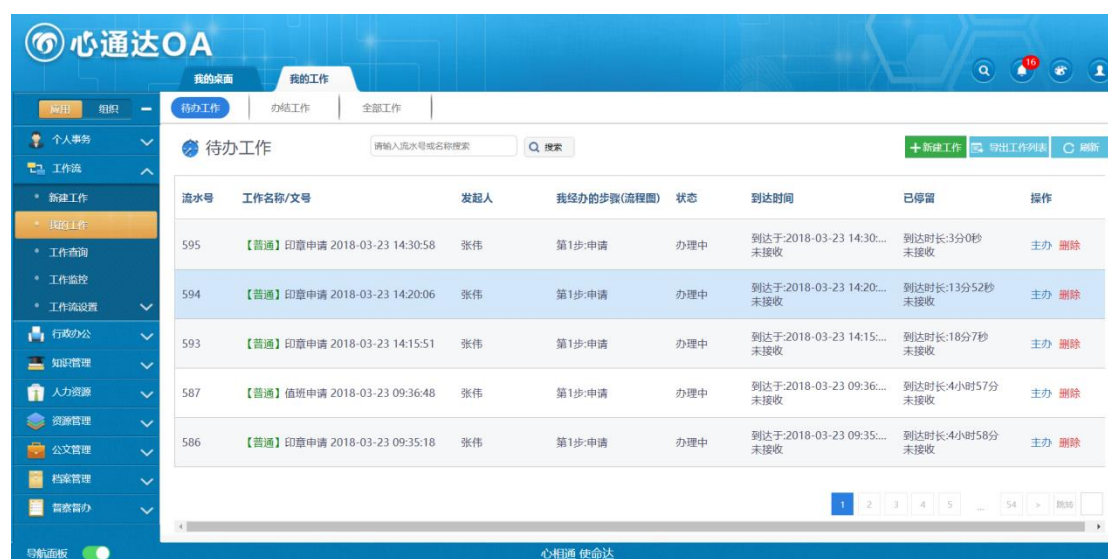 心通达OA
我的桌面 我的工作
16
应用 组织
待办工作 办结工作 全部工作
个人事务
工作流
新建工作
我的工作
工作查询
工作监控
工作流设置
行政办公
知识管理
人力资源
资源管理
公文管理
档案管理
督察督办
导航面板
待办工作 请输入流水号或名称搜索 搜索 +新建工作 导出工作列表 刷新
流水号 工作名称/文号 发起人 我经办的步骤(流程图) 状态 到达时间 已停留 操作
595 【普通】印章申请 2018-03-23 14:30:58 张伟 第1步:申请 办理中 到达于:2018-03-23 14:30:... 到达时长:3分0秒 主办 删除
未接收 未接收
594 【普通】印章申请 2018-03-23 14:20:06 张伟 第1步:申请 办理中 到达于:2018-03-23 14:20:... 到达时长:13分52秒 主办 删除
未接收 未接收
593 【普通】印章申请 2018-03-23 14:15:51 张伟 第1步:申请 办理中 到达于:2018-03-23 14:15:... 到达时长:18分7秒 主办 删除
未接收 未接收
587 【普通】值班申请 2018-03-23 09:36:48 张伟 第1步:申请 办理中 到达于:2018-03-23 09:36:... 到达时长:4小时57分 主办 删除
未接收 未接收
586 【普通】印章申请 2018-03-23 09:35:18 张伟 第1步:申请 办理中 到达于:2018-03-23 09:35:... 到达时长:4小时58分 主办 删除
未接收 未接收
1 2 3 4 5 ... 54 > 跳转
心相通 使命达